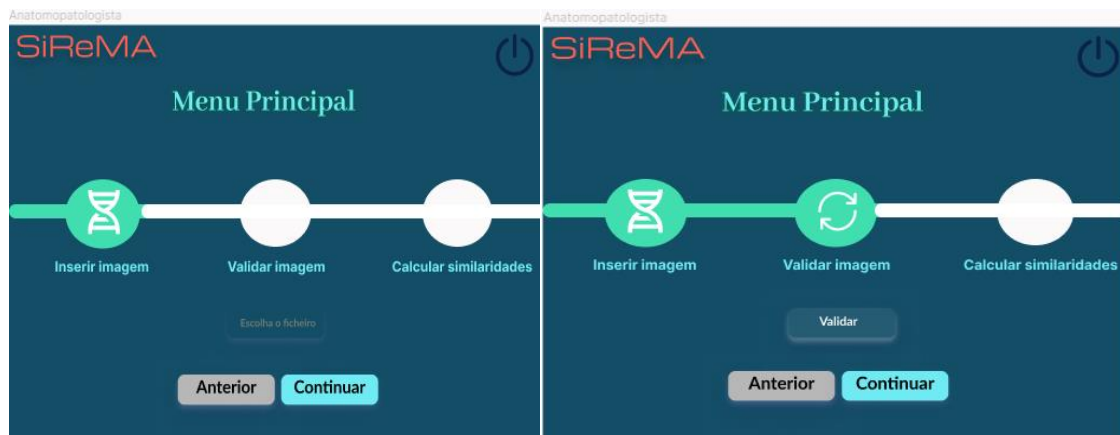 Anatomopatologista
SiReMA
Menu Principal
Inserir imagem
Validar imagem
Calcular similaridades
Escolha o ficheiro
Anterior
Continuar
Anatomopatologista
SiReMA
Menu Principal
Inserir imagem
Validar imagem
Calcular similaridades
Validar
Anterior
Continuar